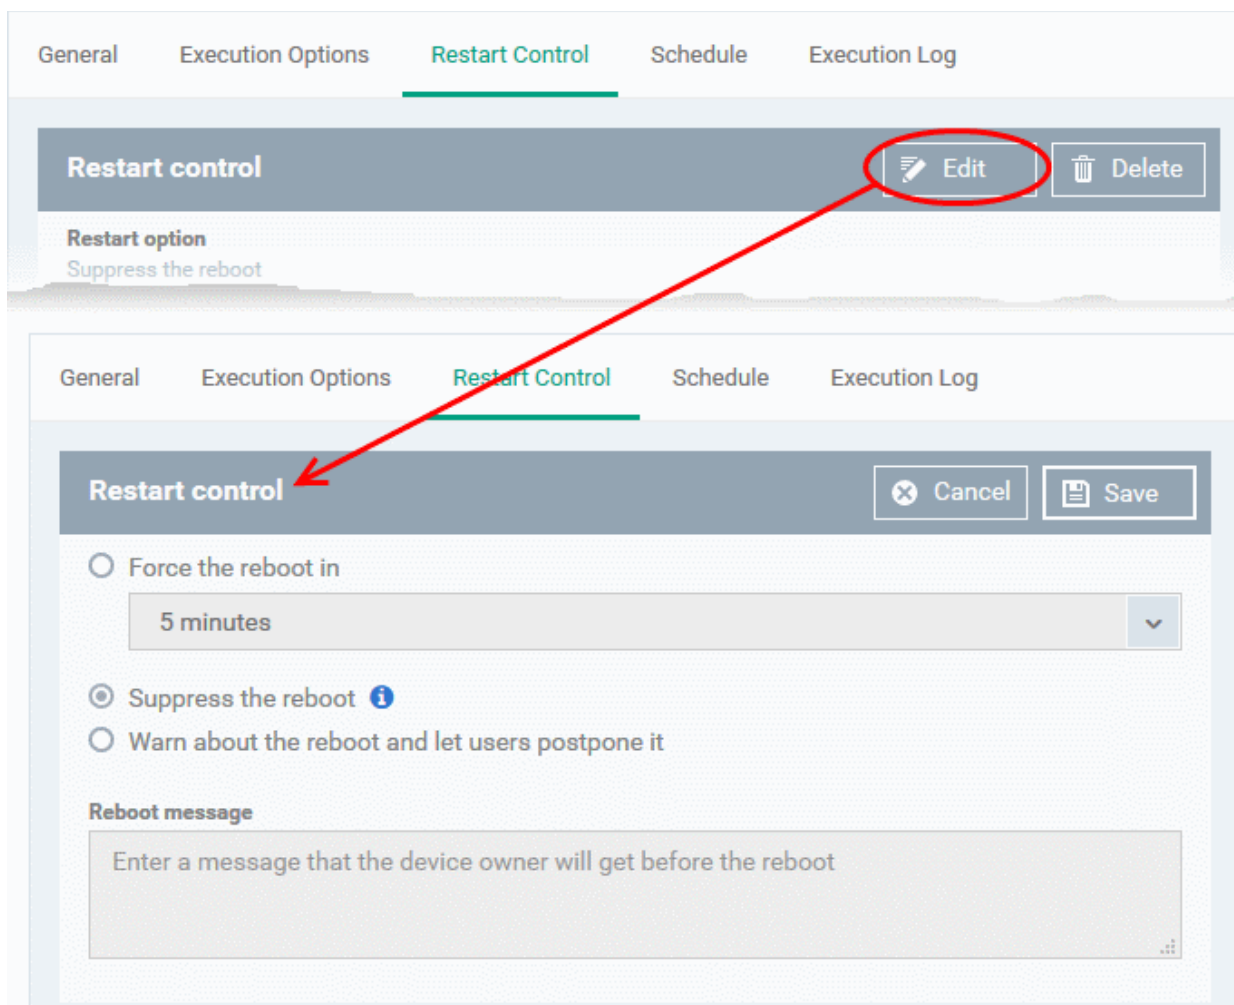 General Execution Options Restart Control Schedule Execution Log
Restart control Edit Delete
Restart option
Suppress the reboot
General Execution Options Restart Control Schedule Execution Log
Restart control Cancel Save
Force the reboot in
5 minutes
Suppress the reboot
Warn about the reboot and let users postpone it
Reboot message
Enter a message that the device owner will get before the reboot